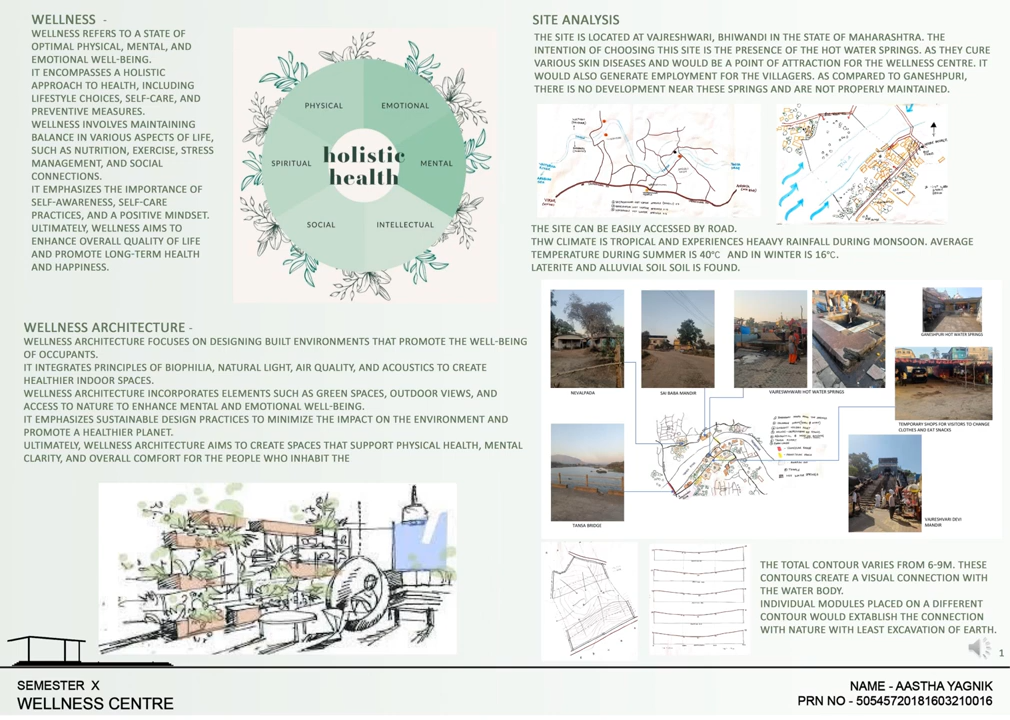 WELLNESS -
WELLNESS REFERS TO A STATE OF
OPTIMAL PHYSICAL, MENTAL, AND
EMOTIONAL WELL-BEING.
IT ENCOMPASSES A HOLISTIC
APPROACH TO HEALTH, INCLUDING
LIFESTYLE CHOICES, SELF-CARE, AND
PREVENTIVE MEASURES.
WELLNESS INVOLVES MAINTAINING
BALANCE IN VARIOUS ASPECTS OF LIFE,
SUCH AS NUTRITION, EXERCISE, STRESS
MANAGEMENT, AND SOCIAL
CONNECTIONS.
IT EMPHASIZES THE IMPORTANCE OF
SELF-AWARENESS, SELF-CARE
PRACTICES, AND A POSITIVE MINDSET.
ULTIMATELY, WELLNESS AIMS TO
ENHANCE OVERALL QUALITY OF LIFE
AND PROMOTE LONG-TERM HEALTH
AND HAPPINESS.
PHYSICAL
EMOTIONAL
SPIRITUAL
holistic
health
MENTAL
SOCIAL
INTELLECTUAL
WELLNESS ARCHITECTURE -
WELLNESS ARCHITECTURE FOCUSES ON DESIGNING BUILT ENVIRONMENTS THAT PROMOTE THE WELL-BEING
OF OCCUPANTS.
IT INTEGRATES PRINCIPLES OF BIOPHILIA, NATURAL LIGHT, AIR QUALITY, AND ACOUSTICS TO CREATE
HEALTHIER INDOOR SPACES.
WELLNESS ARCHITECTURE INCORPORATES ELEMENTS SUCH AS GREEN SPACES, OUTDOOR VIEWS, AND
ACCESS TO NATURE TO ENHANCE MENTAL AND EMOTIONAL WELL-BEING.
IT EMPHASIZES SUSTAINABLE DESIGN PRACTICES TO MINIMIZE THE IMPACT ON THE ENVIRONMENT AND
PROMOTE A HEALTHIER PLANET.
ULTIMATELY, WELLNESS ARCHITECTURE AIMS TO CREATE SPACES THAT SUPPORT PHYSICAL HEALTH, MENTAL
CLARITY, AND OVERALL COMFORT FOR THE PEOPLE WHO INHABIT THE
SITE ANALYSIS
THE SITE IS LOCATED AT VAJRESHWARI, BHIWANDI IN THE STATE OF MAHARASHTRA. THE
INTENTION OF CHOOSING THIS SITE IS THE PRESENCE OF THE HOT WATER SPRINGS. AS THEY CURE
VARIOUS SKIN DISEASES AND WOULD BE A POINT OF ATTRACTION FOR THE WELLNESS CENTRE. IT
WOULD ALSO GENERATE EMPLOYMENT FOR THE VILLAGERS. AS COMPARED TO GANESHPURI,
THERE IS NO DEVELOPMENT NEAR THESE SPRINGS AND ARE NOT PROPERLY MAINTAINED.
THE SITE CAN BE EASILY ACCESSED BY ROAD.
THW CLIMATE IS TROPICAL AND EXPERIENCES HEAAVY RAINFALL DURING MONSOON. AVERAGE
TEMPERATURE DURING SUMMER IS 40°C AND IN WINTER IS 16°C.
LATERITE AND ALLUVIAL SOIL SOIL IS FOUND.
GANESHPURI HOT WATER SPRINGS
NEVALPADA
SAI BABA MANDIR
VAJRESHWARI HOT WATER SPRINGS
TEMPORARY SHOPS FOR VISITORS TO CHANGE
CLOTHES AND EAT SNACKS
TANSA BRIDGE
VAJRESHVARI DEVI
MANDIR
THE TOTAL CONTOUR VARIES FROM 6-9M. THESE
CONTOURS CREATE A VISUAL CONNECTION WITH
THE WATER BODY.
INDIVIDUAL MODULES PLACED ON A DIFFERENT
CONTOUR WOULD EXTABLISH THE CONNECTION
WITH NATURE WITH LEAST EXCAVATION OF EARTH.
1
SEMESTER X
WELLNESS CENTRE
NAME - AASTHA YAGNIK
PRN NO - 50545720181603210016